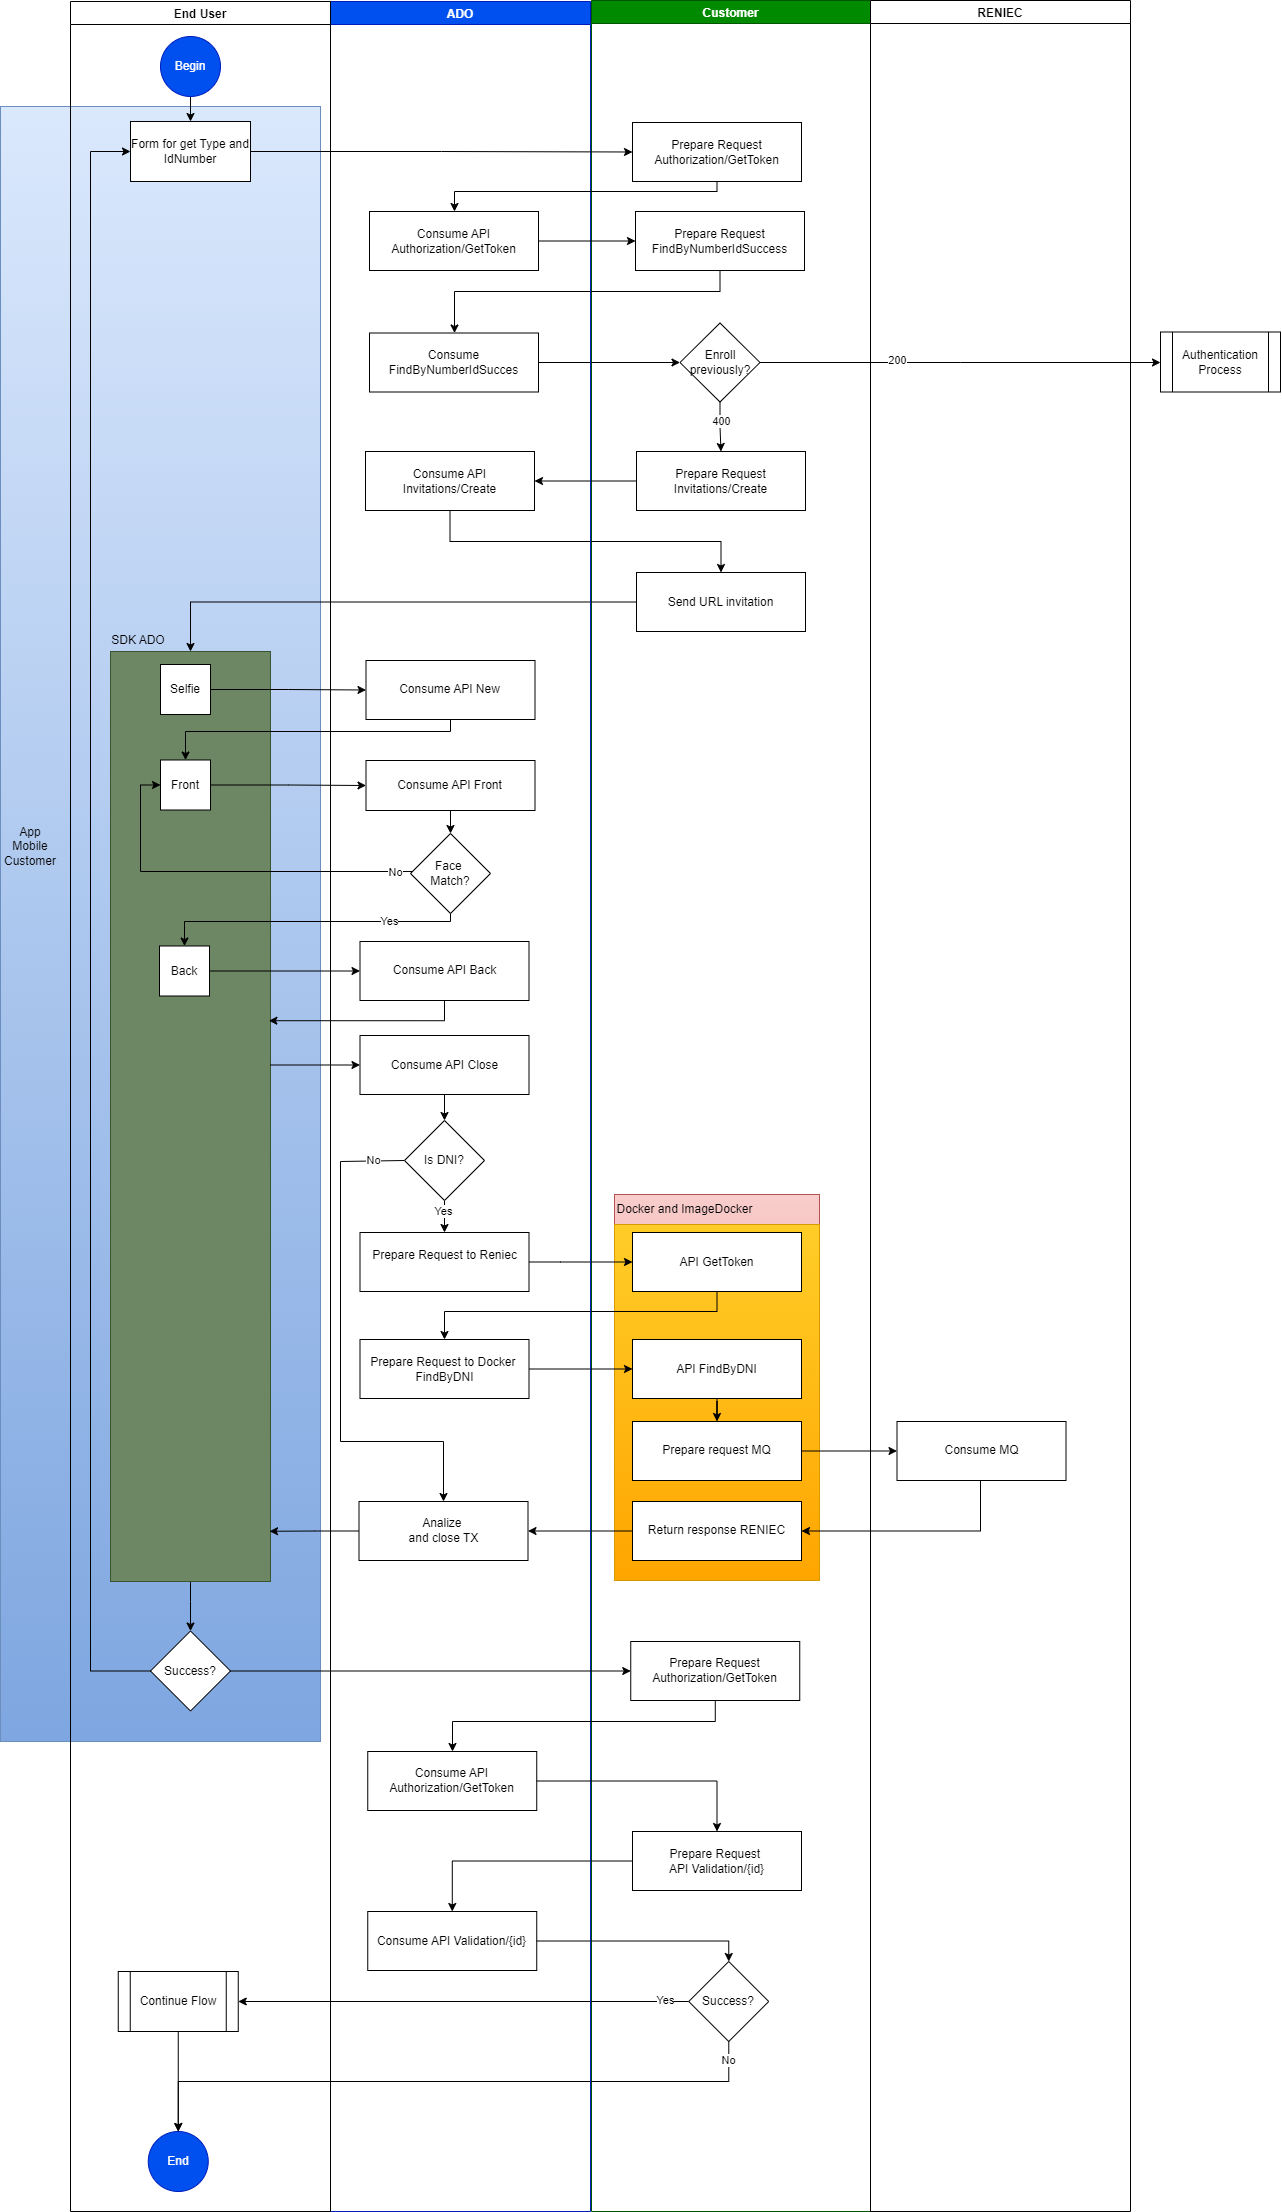 End User
ADO
Customer
RENIEC
Begin
Form for get Type and
IdNumber
Prepare Request
Authorization/GetToken
Consume API
Authorization/GetToken
Prepare Request
FindByNumberIdSuccess
Consume
FindByNumberIdSucces
Enroll
previously?
200
Authentication
Process
400
Consume API
Invitations/Create
Prepare Request
Invitations/Create
Send URL invitation
SDK ADO
Selfie
Consume API New
Front
Consume API Front
App
Mobile
Customer
Face
Match?
No
Yes
Back
Consume API Back
Consume API Close
Is DNI?
No
Yes
Docker and ImageDocker
Prepare Request to Reniec
API GetToken
Prepare Request to Docker
FindByDNI
API FindByDNI
Prepare request MQ
Consume MQ
Analize
and close TX
Return response RENIEC
Success?
Prepare Request
Authorization/GetToken
Consume API
Authorization/GetToken
Prepare Request
API Validation/{id}
Consume API Validation/{id}
Continue Flow
Yes
Success?
No
End